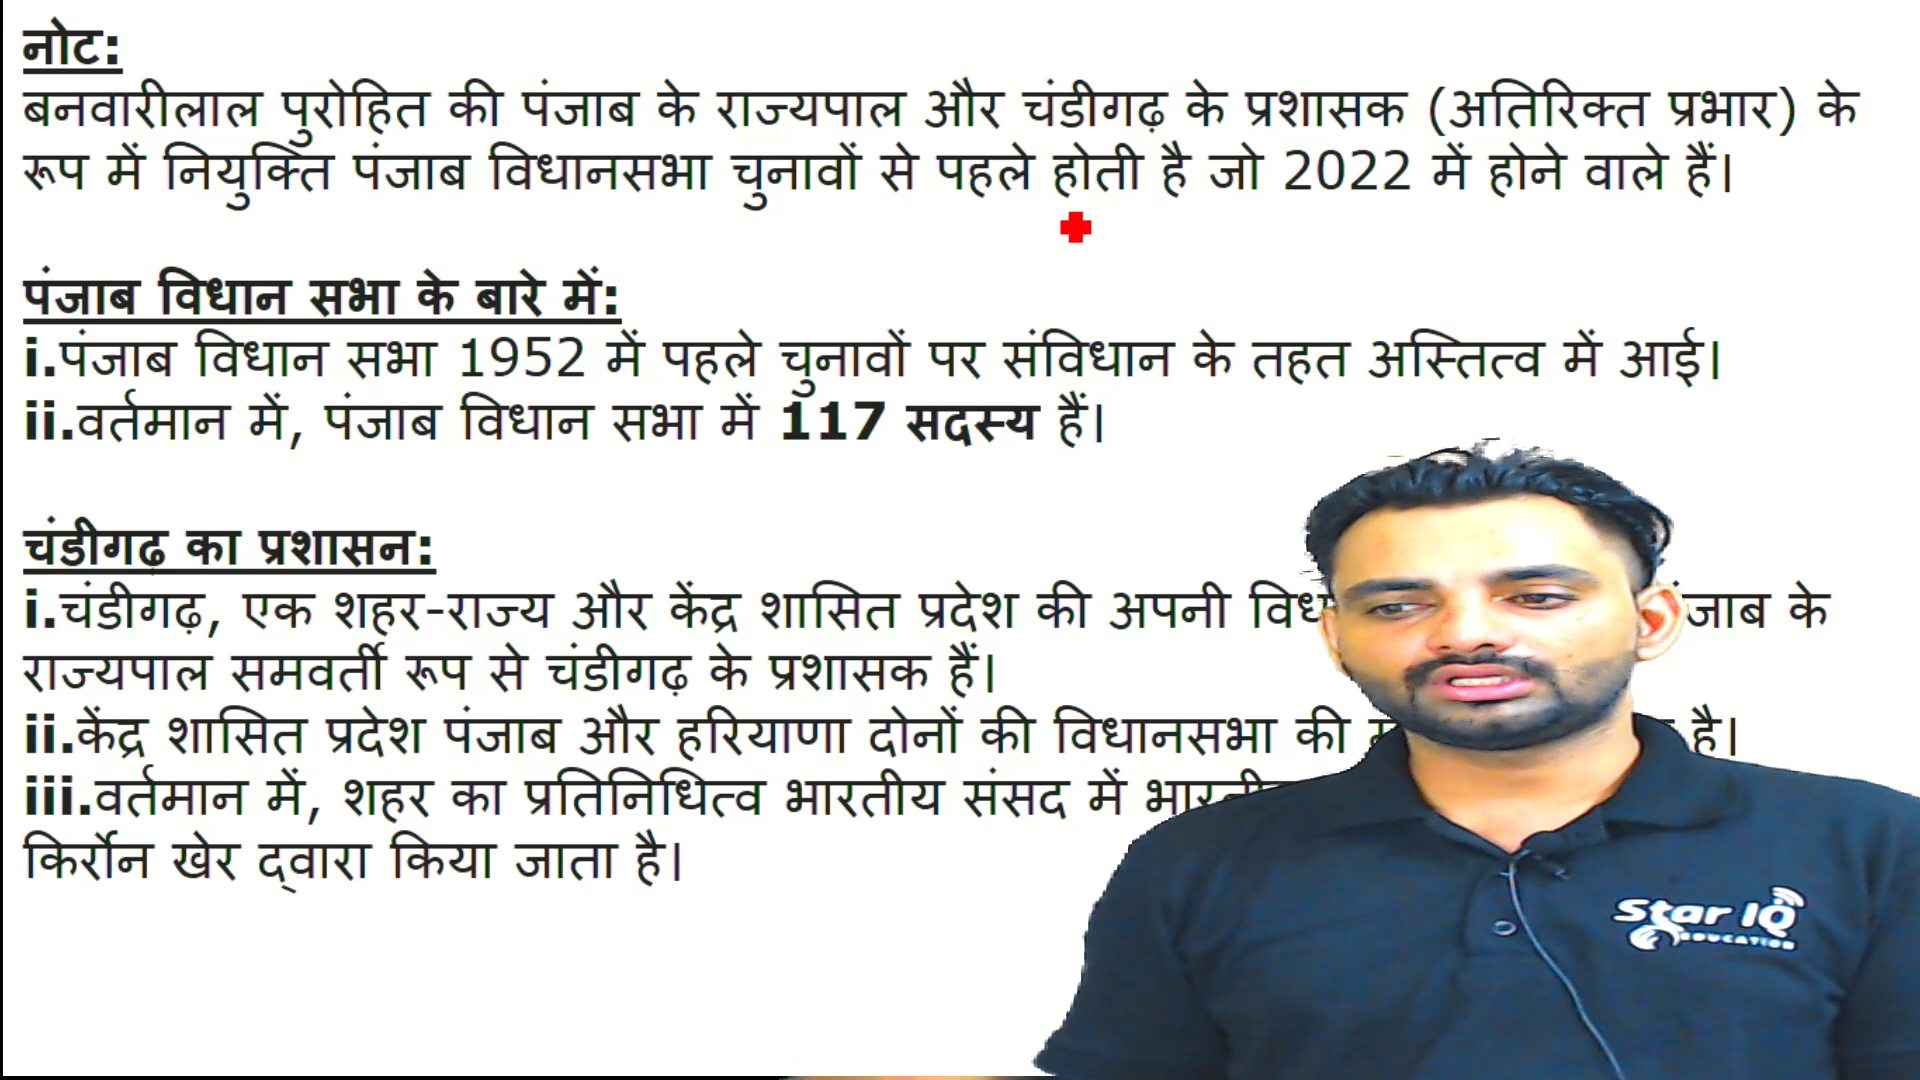 नोट:
बनवारीलाल पुरोहित की पंजाब के राज्यपाल और चंडीगढ़ के प्रशासक (अतिरिक्त प्रभार) के
रूप में नियुक्ति पंजाब विधानसभा चुनावों से पहले होती है जो 2022 में होने वाले हैं।
पंजाब विधान सभा के बारे में:
i.पंजाब विधान सभा 1952 में पहले चुनावों पर संविधान के तहत अस्तित्व में आई।
ii.वर्तमान में, पंजाब विधान सभा में 117 सदस्य हैं।
चंडीगढ़ का प्रशासन:
i.चंडीगढ़, एक शहर-राज्य और केंद्र शासित प्रदेश की अपनी के
राज्यपाल समवर्ती रूप से चंडीगढ़ के प्रशासक हैं।
ii.केंद्र शासित प्रदेश पंजाब और हरियाणा दोनों की विधानसभा की है।
iii.वर्तमान में, शहर का प्रतिनिधित्व भारतीय संसद में
किर्रोन खेर द्वारा किया जाता है।
Star IQ
EDUCATION